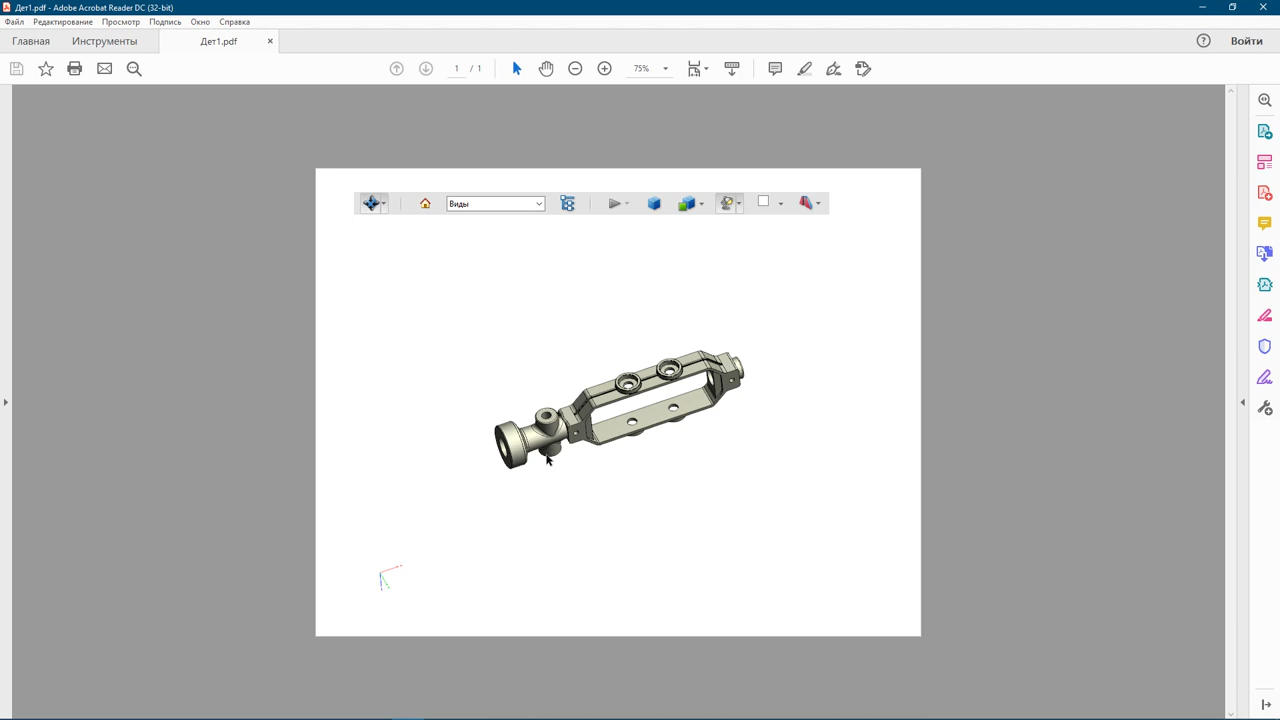 Дет1.pdf - Adobe Acrobat Reader DC (32-bit)
Файл Редактирование Просмотр Подпись Окно Справка
Главная Инструменты Дет1.pdf × ? Войти
1 / 1 75%
Виды